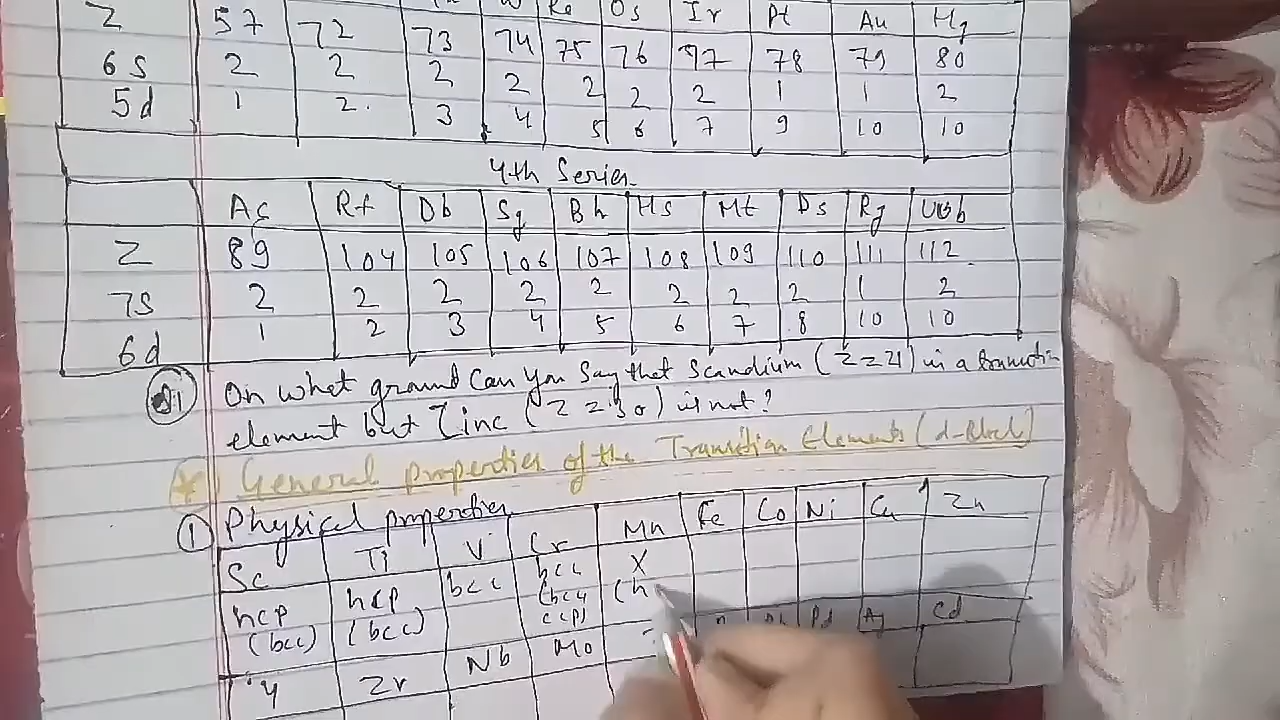 W Re Os Ir Pt Au Hg
Z 57 72 73 74 75 76 77 78 79 80
6s 2 2 2 2 2 2 2 1 1 2
5d 1 2 3 4 5 6 7 9 10 10
4th Series
Ac Rf Db Sg Bh Hs Mt Ds Rg Uub
Z 89 104 105 106 107 108 109 110 111 112
7s 2 2 2 2 2 2 2 2 1 2
6d 1 2 3 4 5 6 7 8 10 10
Q1 On what ground Can You Say that Scandium (Z=21) is a transition
element but Zinc (Z=30) is not?
General properties of the Transition Elements (d-Block)
① Physical properties
Sc Ti V Cr Mn Fe Co Ni Cu Zn
hcp hcp bcc bcc X
(bcc) (bcc) (bcc, ccp) (h
Y Zr Nb Mo Pd Ag Cd